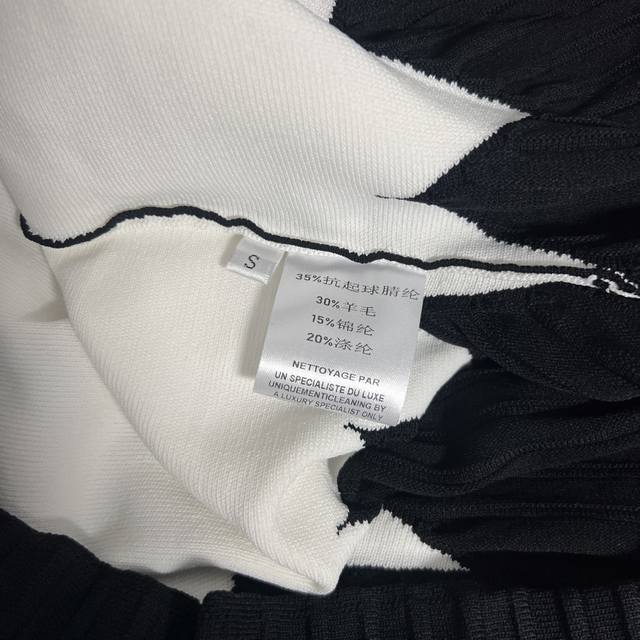 S
35%抗起球腈纶
30%羊毛
15%锦纶
20%涤纶
NETTOYAGE PAR
UN SPECIALISTE DU LUXE
UNIQUEMENTICLEANING BY
A LUXURY SPECIALIST ONLY